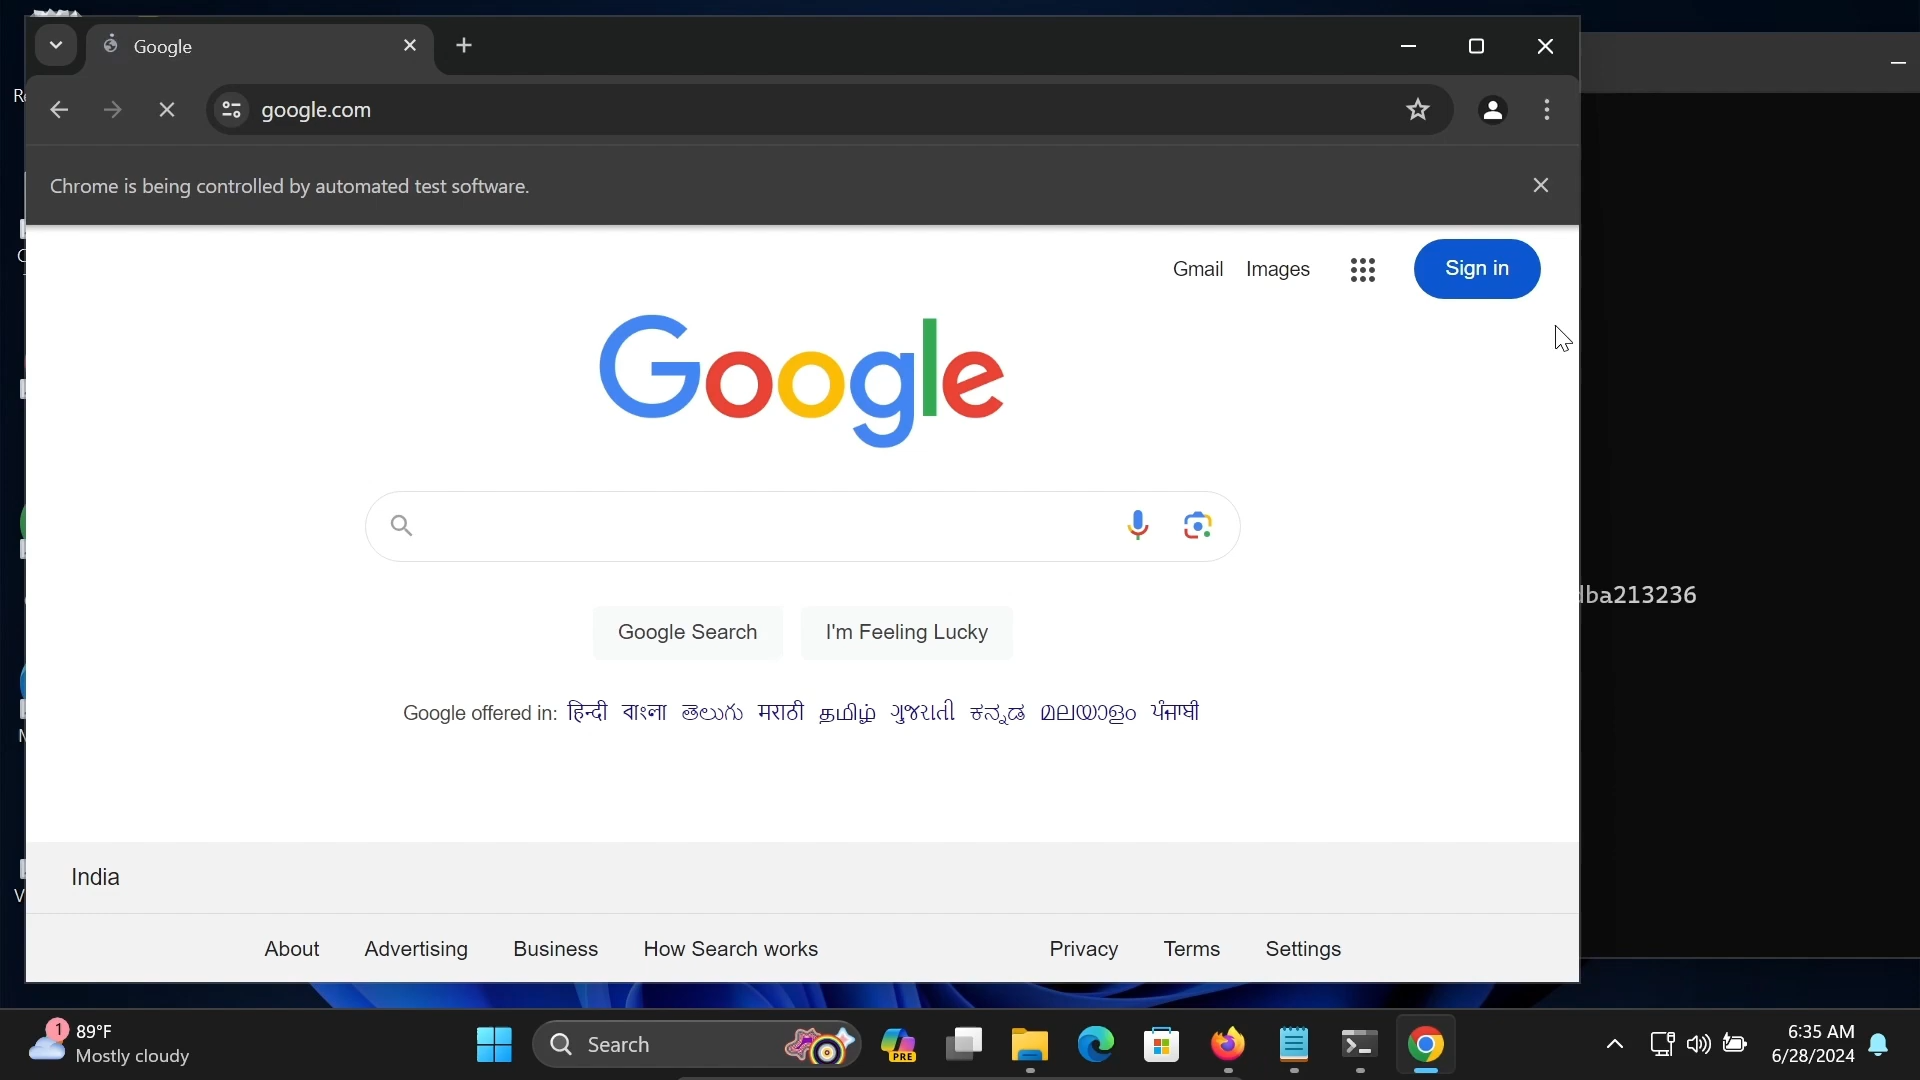 Google
google.com
Chrome is being controlled by automated test software.
Gmail Images Sign in
Google
Google Search I'm Feeling Lucky
dba213236
Google offered in: हिन्दी বাংলা తెలుగు मराठी தமிழ் ગુજરાતી ಕನ್ನಡ മലയാളം ਪੰਜਾਬੀ
India
About Advertising Business How Search works Privacy Terms Settings
1 89°F
Mostly cloudy
Search
PRE
6:35 AM
6/28/2024